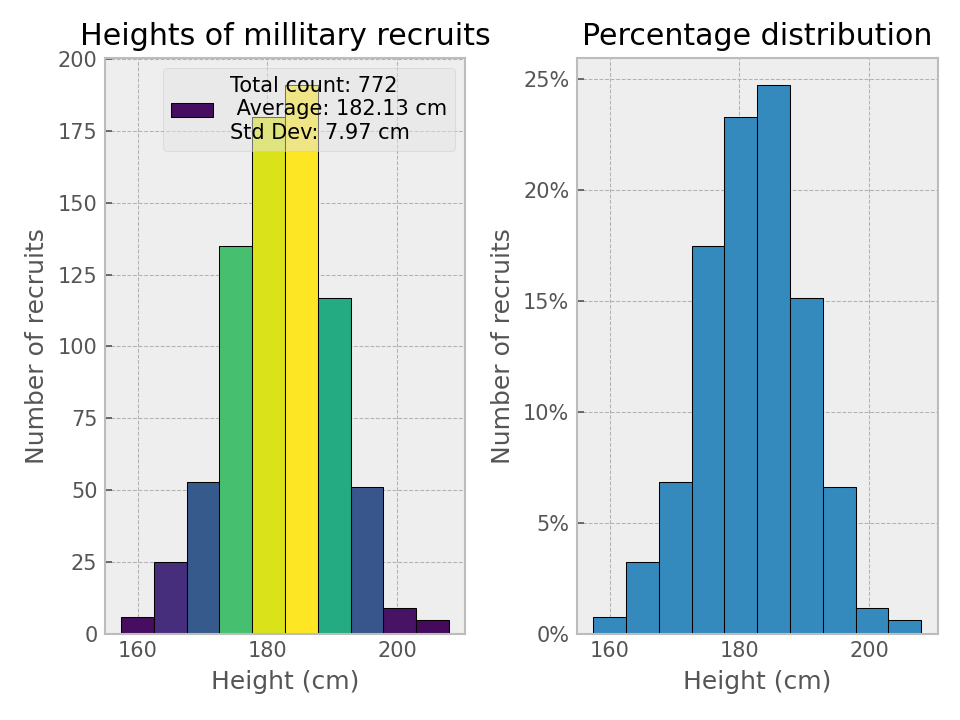 Heights of millitary recruits
Total count: 772
Average: 182.13 cm
Std Dev: 7.97 cm
200
175
150
125
100
75
50
25
0
Number of recruits
160 180 200
Height (cm)
Percentage distribution
25%
20%
15%
10%
5%
0%
Number of recruits
160 180 200
Height (cm)